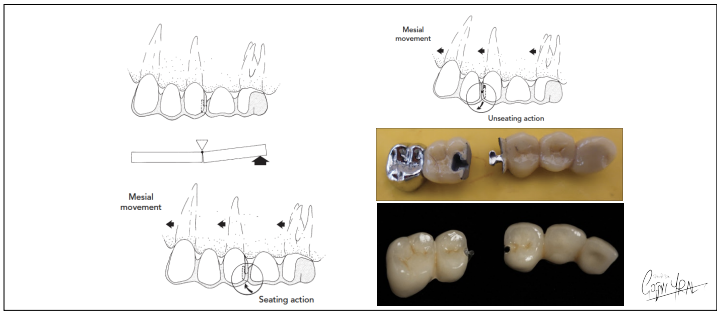 Mesial
movement
Unseating action
Mesial
movement
Seating action